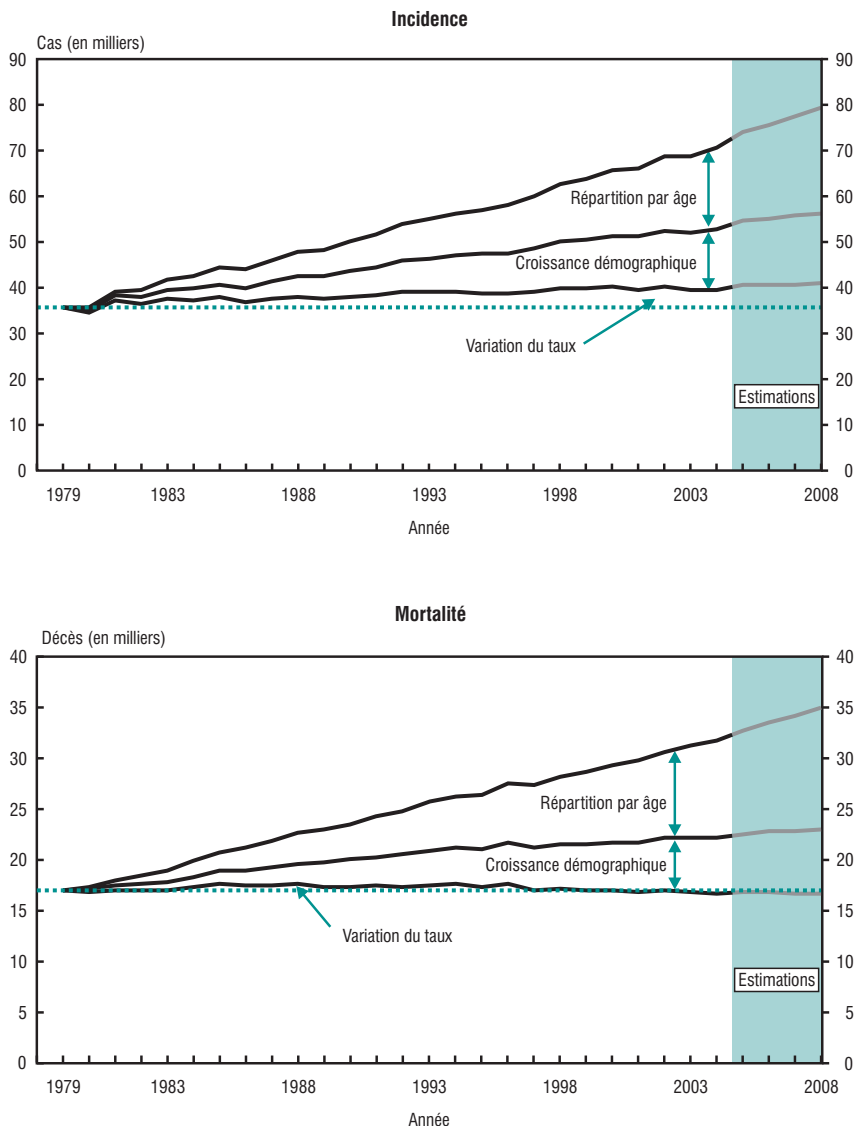 Incidence
Cas (en milliers)
90 90
80 80
70 70
Répartition par âge
60 60
50 50
Croissance démographique
40 40
30 30
Variation du taux
20 20
Estimations
10 10
0 0
1979 1983 1988 1993 1998 2003 2008
Année
Mortalité
Décès (en milliers)
40 40
35 35
30 30
Répartition par âge
25 25
20 20
Croissance démographique
15 15
Variation du taux
10 10
Estimations
5 5
0 0
1979 1983 1988 1993 1998 2003 2008
Année